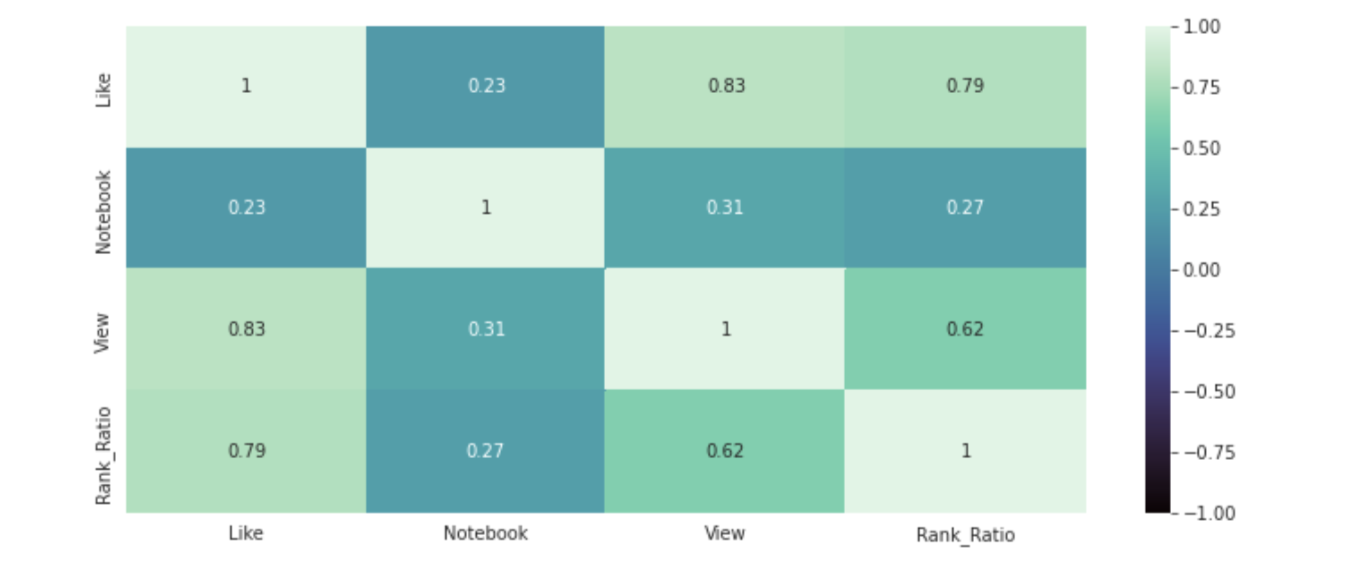 Like 1 0.23 0.83 0.79
Notebook 0.23 1 0.31 0.27
View 0.83 0.31 1 0.62
Rank_Ratio 0.79 0.27 0.62 1
Like Notebook View Rank_Ratio
1.00
0.75
0.50
0.25
0.00
−0.25
−0.50
−0.75
−1.00